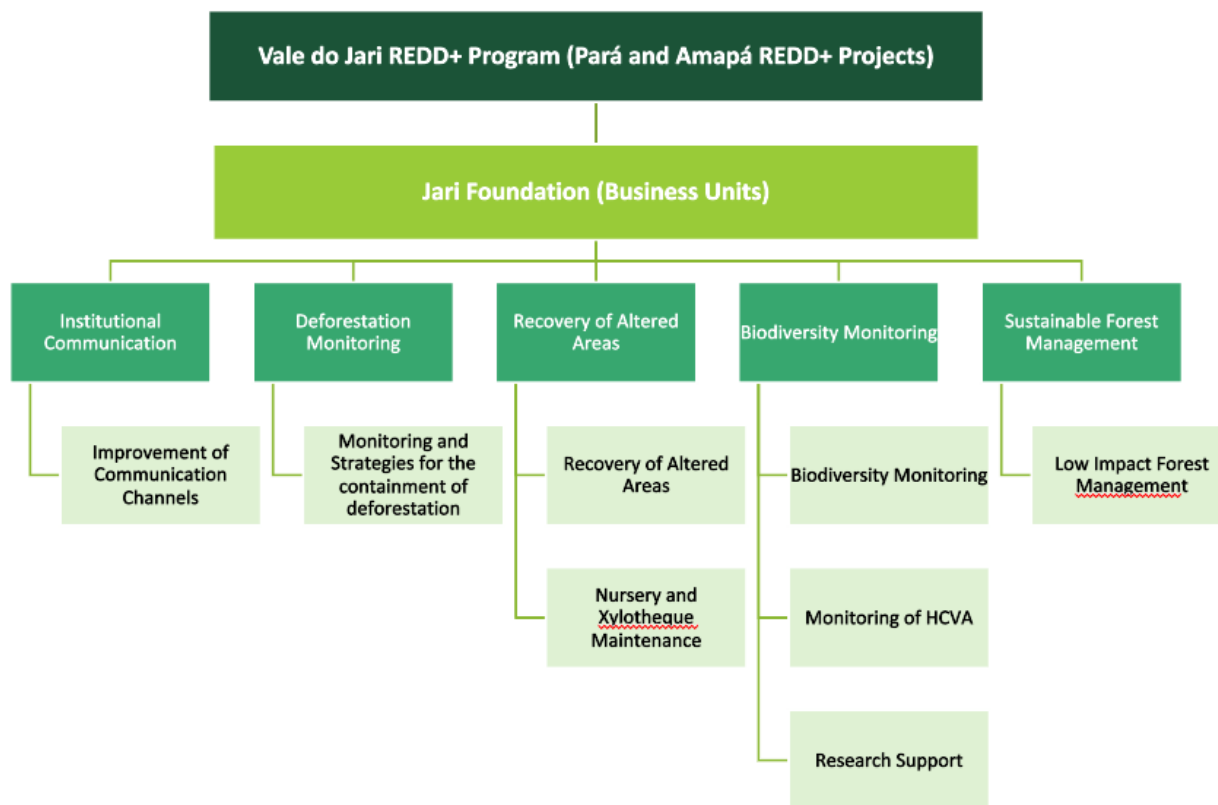 Vale do Jari REDD+ Program (Pará and Amapá REDD+ Projects)
Jari Foundation (Business Units)
Institutional
Communication
Deforestation
Monitoring
Recovery of Altered
Areas
Biodiversity Monitoring
Sustainable Forest
Management
Improvement of
Communication
Channels
Monitoring and
Strategies for the
containment of
deforestation
Recovery of Altered
Areas
Biodiversity Monitoring
Low Impact Forest
Management
Nursery and
Xylotheque
Maintenance
Monitoring of HCVA
Research Support